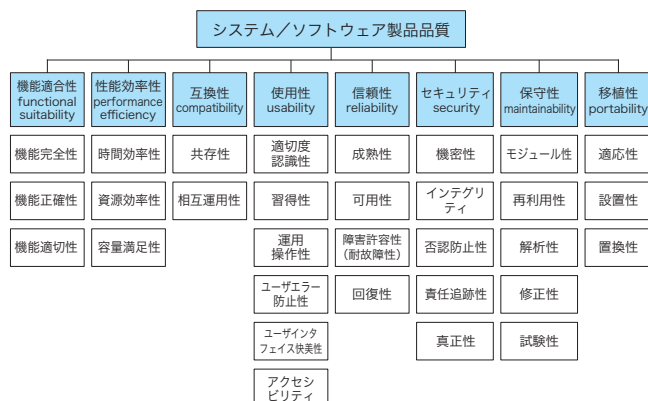 システム／ソフトウェア製品品質
機能適合性
functional
suitability
性能効率性
performance
efficiency
互換性
compatibility
使用性
usability
信頼性
reliability
セキュリティ
security
保守性
maintainability
移植性
portability
機能完全性
時間効率性
共存性
適切度
認識性
成熟性
機密性
モジュール性
適応性
機能正確性
資源効率性
相互運用性
習得性
可用性
インテグリ
ティ
再利用性
設置性
機能適切性
容量満足性
運用
操作性
障害許容性
（耐故障性）
否認防止性
解析性
置換性
ユーザエラー
防止性
回復性
責任追跡性
修正性
ユーザインタ
フェイス快美性
真正性
試験性
アクセシ
ビリティ